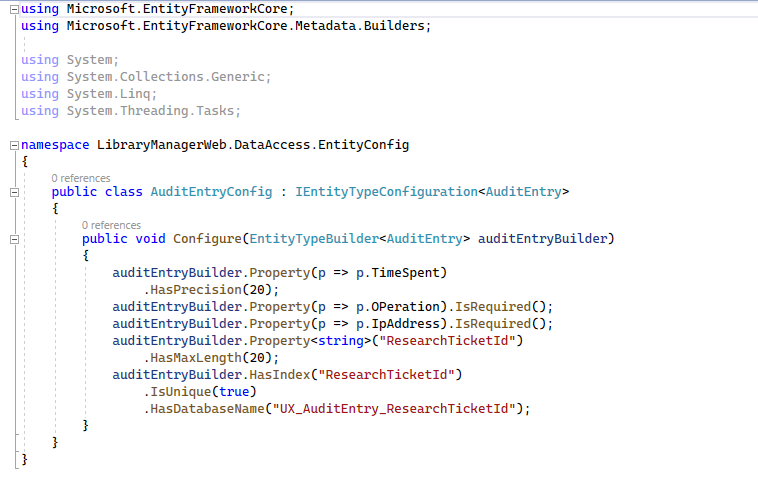 using Microsoft.EntityFrameworkCore;
using Microsoft.EntityFrameworkCore.Metadata.Builders;
using System;
using System.Collections.Generic;
using System.Linq;
using System.Threading.Tasks;
namespace LibraryManagerWeb.DataAccess.EntityConfig
{
0 references
public class AuditEntryConfig : IEntityTypeConfiguration<AuditEntry>
{
0 references
public void Configure(EntityTypeBuilder<AuditEntry> auditEntryBuilder)
{
auditEntryBuilder.Property(p => p.TimeSpent)
.HasPrecision(20);
auditEntryBuilder.Property(p => p.OPeration).IsRequired();
auditEntryBuilder.Property(p => p.IpAddress).IsRequired();
auditEntryBuilder.Property<string>("ResearchTicketId")
.HasMaxLength(20);
auditEntryBuilder.HasIndex("ResearchTicketId")
.IsUnique(true)
.HasDatabaseName("UX_AuditEntry_ResearchTicketId");
}
}
}